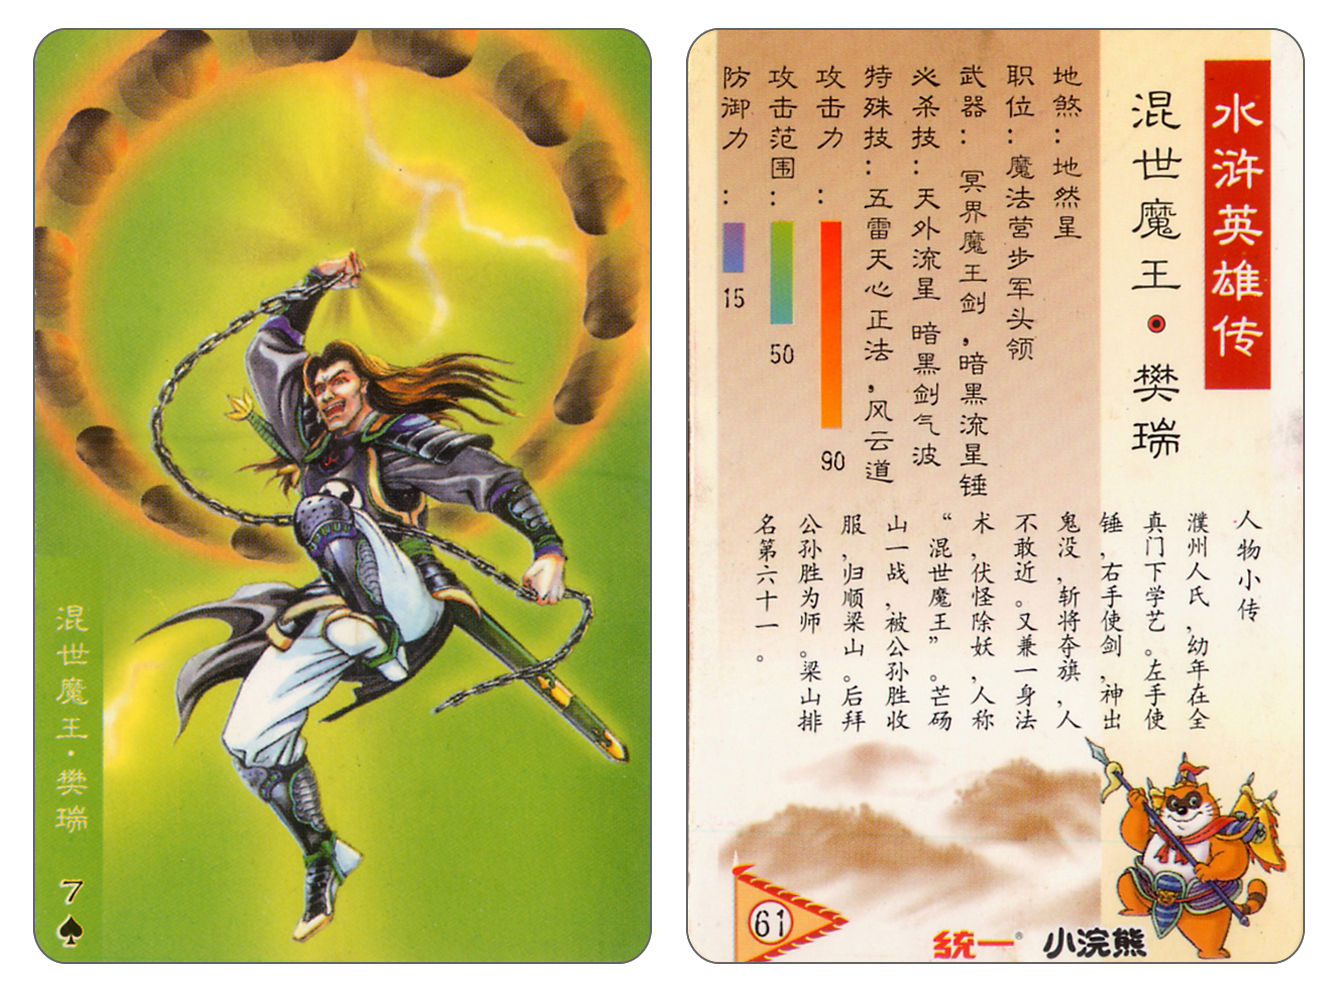 混世魔王·樊瑞
7
水浒英雄传
混世魔王·樊瑞
地煞：地然星
职位：魔法营步军头领
武器：冥界魔王剑，暗黑流星锤
必杀技：天外流星 暗黑剑气波
特殊技：五雷天心正法，风云道
攻击力：
90
攻击范围：
50
防御力：
15
人物小传
濮州人氏，幼年在全
真门下学艺。左手使
锤，右手使剑，神出
鬼没，斩将夺旗，人
不敢近。又兼一身法
术，伏怪除妖，人称
“混世魔王”。芒砀
山一战，被公孙胜收
服，归顺梁山。后拜
公孙胜为师。梁山排
名第六十一。
61
統一® 小浣熊